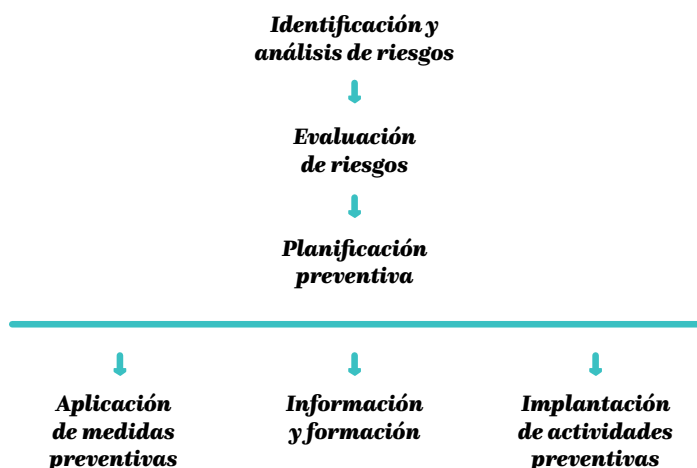 Identificación y
análisis de riesgos
Evaluación
de riesgos
Planificación
preventiva
Aplicación
de medidas
preventivas
Información
y formación
Implantación
de actividades
preventivas